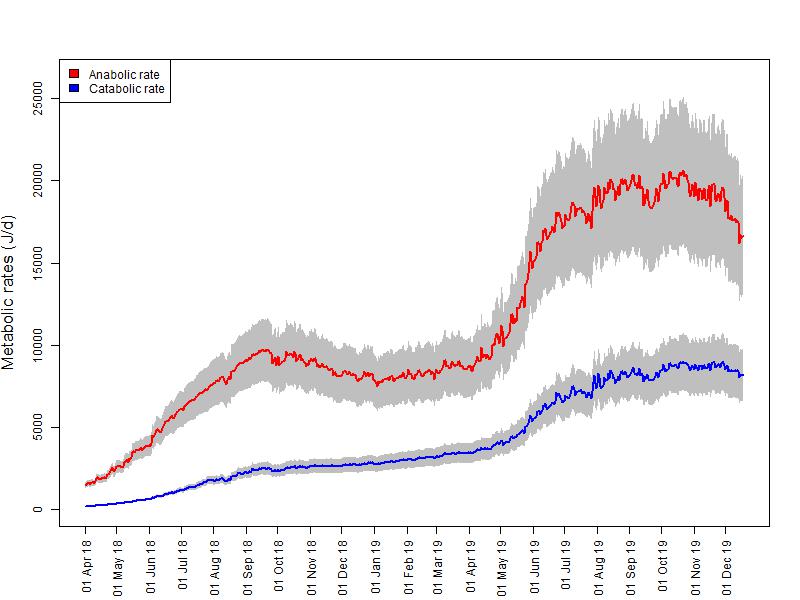 Anabolic rate
Catabolic rate
Metabolic rates (J/d)
25000
20000
15000
10000
5000
0
01 Apr 18
01 May 18
01 Jun 18
01 Jul 18
01 Aug 18
01 Sep 18
01 Oct 18
01 Nov 18
01 Dec 18
01 Jan 19
01 Feb 19
01 Mar 19
01 Apr 19
01 May 19
01 Jun 19
01 Jul 19
01 Aug 19
01 Sep 19
01 Oct 19
01 Nov 19
01 Dec 19